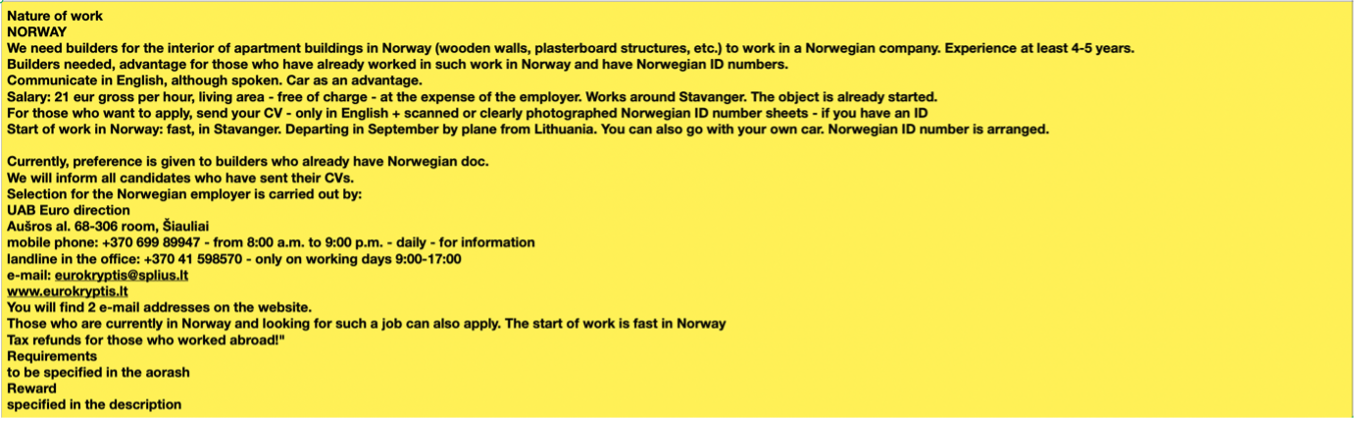 Nature of work
NORWAY
We need builders for the interior of apartment buildings in Norway (wooden walls, plasterboard structures, etc.) to work in a Norwegian company. Experience at least 4-5 years.
Builders needed, advantage for those who have already worked in such work in Norway and have Norwegian ID numbers.
Communicate in English, although spoken. Car as an advantage.
Salary: 21 eur gross per hour, living area - free of charge - at the expense of the employer. Works around Stavanger. The object is already started.
For those who want to apply, send your CV - only in English + scanned or clearly photographed Norwegian ID number sheets - if you have an ID
Start of work in Norway: fast, in Stavanger. Departing in September by plane from Lithuania. You can also go with your own car. Norwegian ID number is arranged.
Currently, preference is given to builders who already have Norwegian doc.
We will inform all candidates who have sent their CVs.
Selection for the Norwegian employer is carried out by:
UAB Euro direction
Aušros al. 68-306 room, Šiauliai
mobile phone: +370 699 89947 - from 8:00 a.m. to 9:00 p.m. - daily - for information
landline in the office: +370 41 598570 - only on working days 9:00-17:00
e-mail: eurokryptis@splius.lt
www.eurokryptis.lt
You will find 2 e-mail addresses on the website.
Those who are currently in Norway and looking for such a job can also apply. The start of work is fast in Norway
Tax refunds for those who worked abroad!"
Requirements
to be specified in the aorash
Reward
specified in the description